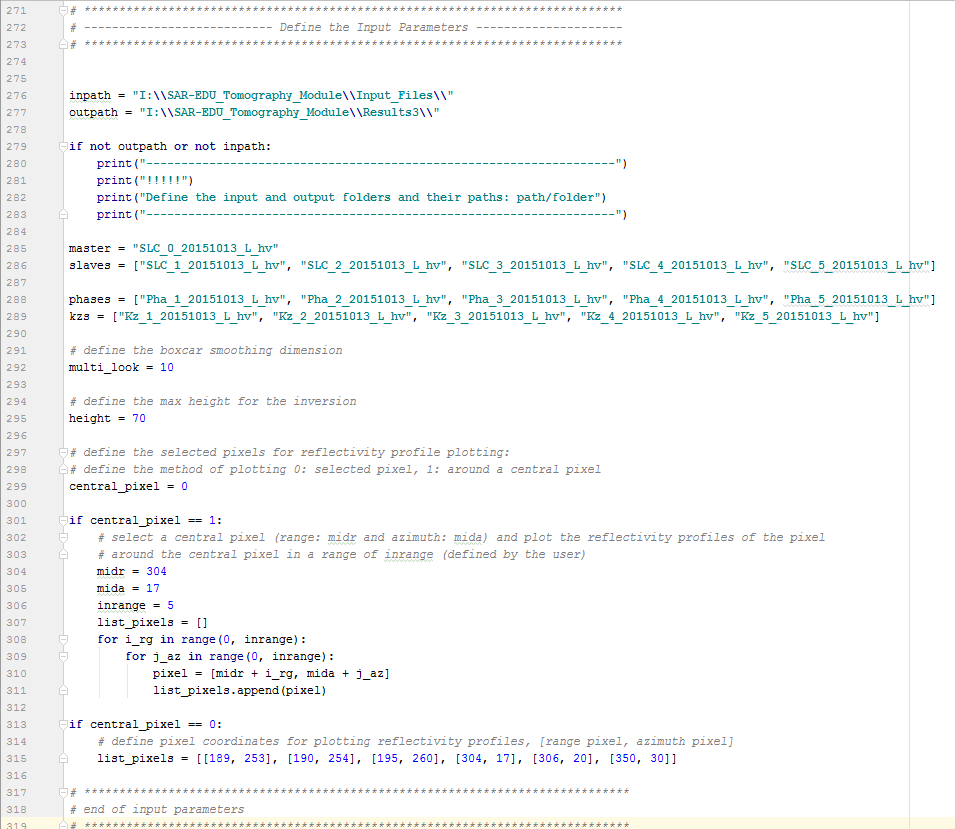 271 # *****************************************************************************
272 # ---------------------------- Define the Input Parameters ---------------------
273 # *****************************************************************************
274
275
276 inpath = "I:\\SAR-EDU_Tomography_Module\\Input_Files\\"
277 outpath = "I:\\SAR-EDU_Tomography_Module\\Results3\\"
278
279 if not outpath or not inpath:
280     print("-------------------------------------------------------------------")
281     print("!!!!!")
282     print("Define the input and output folders and their paths: path/folder")
283     print("-------------------------------------------------------------------")
284
285 master = "SLC_0_20151013_L_hv"
286 slaves = ["SLC_1_20151013_L_hv", "SLC_2_20151013_L_hv", "SLC_3_20151013_L_hv", "SLC_4_20151013_L_hv", "SLC_5_20151013_L_hv"]
287
288 phases = ["Pha_1_20151013_L_hv", "Pha_2_20151013_L_hv", "Pha_3_20151013_L_hv", "Pha_4_20151013_L_hv", "Pha_5_20151013_L_hv"]
289 kzs = ["Kz_1_20151013_L_hv", "Kz_2_20151013_L_hv", "Kz_3_20151013_L_hv", "Kz_4_20151013_L_hv", "Kz_5_20151013_L_hv"]
290
291 # define the boxcar smoothing dimension
292 multi_look = 10
293
294 # define the max height for the inversion
295 height = 70
296
297 # define the selected pixels for reflectivity profile plotting:
298 # define the method of plotting 0: selected pixel, 1: around a central pixel
299 central_pixel = 0
300
301 if central_pixel == 1:
302     # select a central pixel (range: midr and azimuth: mida) and plot the reflectivity profiles of the pixel
303     # around the central pixel in a range of inrange (defined by the user)
304     midr = 304
305     mida = 17
306     inrange = 5
307     list_pixels = []
308     for i_rg in range(0, inrange):
309         for j_az in range(0, inrange):
310             pixel = [midr + i_rg, mida + j_az]
311             list_pixels.append(pixel)
312
313 if central_pixel == 0:
314     # define pixel coordinates for plotting reflectivity profiles, [range pixel, azimuth pixel]
315     list_pixels = [[189, 253], [190, 254], [195, 260], [304, 17], [306, 20], [350, 30]]
316
317 # ******************************************************************************
318 # end of input parameters
319 # ******************************************************************************